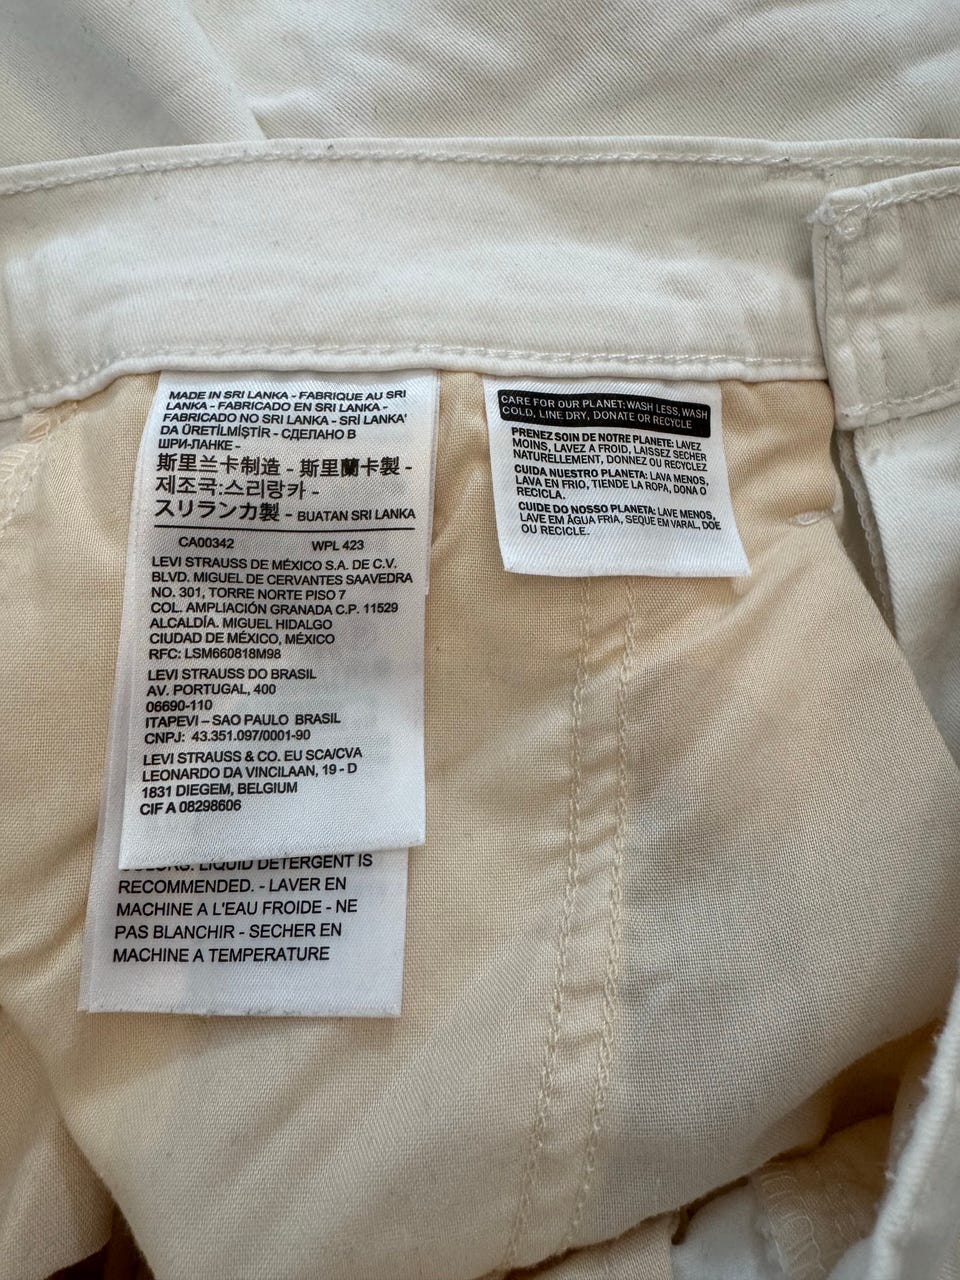 MADE IN SRI LANKA - FABRIQUE AU SRI
LANKA - FABRICADO EN SRI LANKA -
FABRICADO NO SRI LANKA - SRİ LANKA'
DA ÜRETİLMİŞTİR - СДЕЛАНО В
ШРИ-ЛАНКЕ -
斯里兰卡制造 - 斯里蘭卡製 -
제조국:스리랑카 -
スリランカ製 - BUATAN SRI LANKA
CA00342 WPL 423
LEVI STRAUSS DE MÉXICO S.A. DE C.V.
BLVD. MIGUEL DE CERVANTES SAAVEDRA
NO. 301, TORRE NORTE PISO 7
COL. AMPLIACIÓN GRANADA C.P. 11529
ALCALDÍA. MIGUEL HIDALGO
CIUDAD DE MÉXICO, MÉXICO
RFC: LSM660818M98
LEVI STRAUSS DO BRASIL
AV. PORTUGAL, 400
06690-110
ITAPEVI – SAO PAULO BRASIL
CNPJ: 43.351.097/0001-90
LEVI STRAUSS & CO. EU SCA/CVA
LEONARDO DA VINCILAAN, 19 - D
1831 DIEGEM, BELGIUM
CIF A 08298606
LIQUID DETERGENT IS
RECOMMENDED. - LAVER EN
MACHINE A L'EAU FROIDE - NE
PAS BLANCHIR - SECHER EN
MACHINE A TEMPERATURE
CARE FOR OUR PLANET: WASH LESS, WASH
COLD, LINE DRY, DONATE OR RECYCLE
PRENEZ SOIN DE NOTRE PLANETE: LAVEZ
MOINS, LAVEZ A FROID, LAISSEZ SECHER
NATURELLEMENT, DONNEZ OU RECYCLEZ
CUIDA NUESTRO PLANETA: LAVA MENOS,
LAVA EN FRIO, TIENDE LA ROPA, DONA O
RECICLA.
CUIDE DO NOSSO PLANETA: LAVE MENOS,
LAVE EM ÁGUA FRIA, SEQUE EM VARAL, DOE
OU RECICLE.